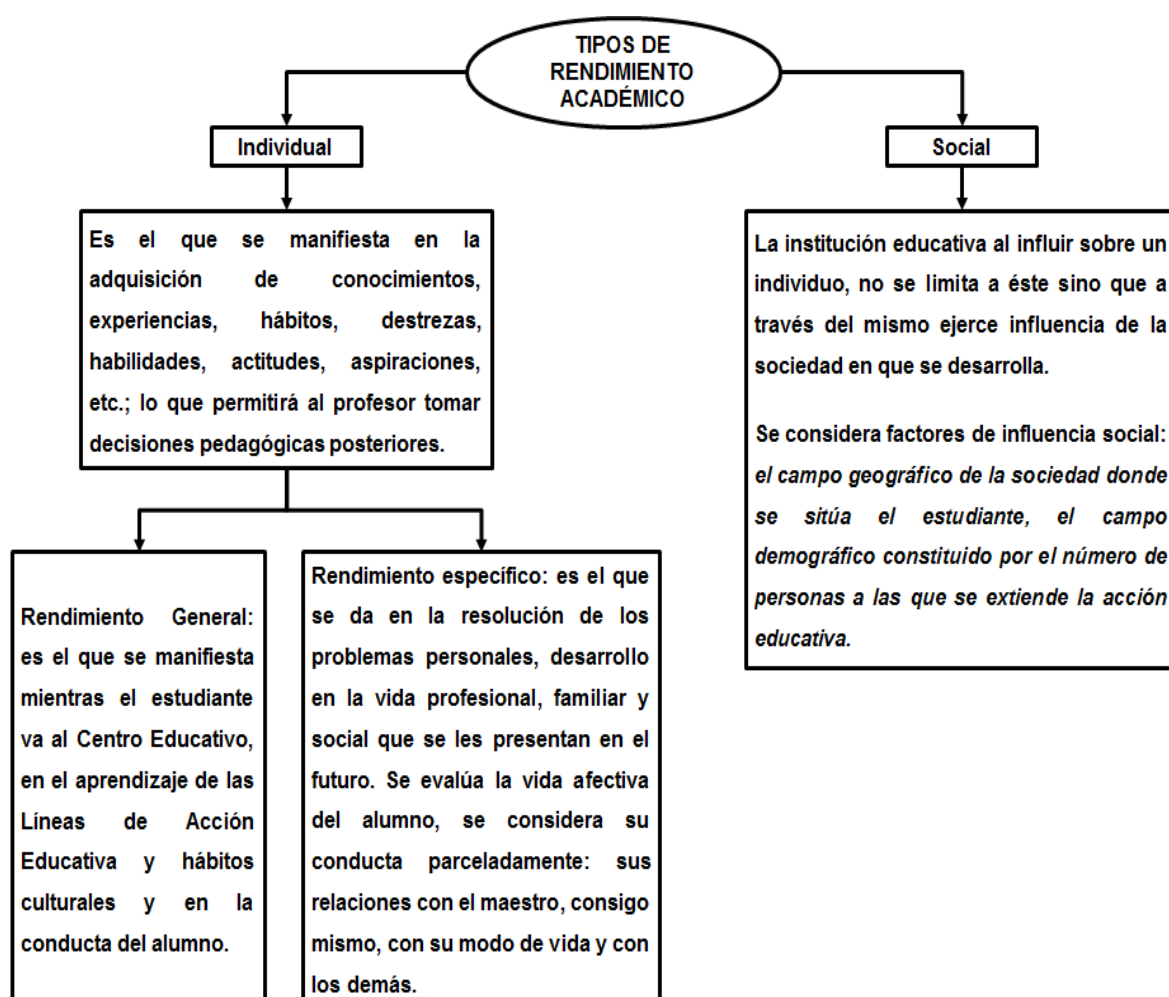 TIPOS DE
RENDIMIENTO
ACADÉMICO
Individual
Es el que se manifiesta en la
adquisición de conocimientos,
experiencias, hábitos, destrezas,
habilidades, actitudes, aspiraciones,
etc.; lo que permitirá al profesor tomar
decisiones pedagógicas posteriores.
Rendimiento General:
es el que se manifiesta
mientras el estudiante
va al Centro Educativo,
en el aprendizaje de las
Líneas de Acción
Educativa y hábitos
culturales y en la
conducta del alumno.
Rendimiento específico: es el que
se da en la resolución de los
problemas personales, desarrollo
en la vida profesional, familiar y
social que se les presentan en el
futuro. Se evalúa la vida afectiva
del alumno, se considera su
conducta parceladamente: sus
relaciones con el maestro, consigo
mismo, con su modo de vida y con
los demás.
Social
La institución educativa al influir sobre un
individuo, no se limita a éste sino que a
través del mismo ejerce influencia de la
sociedad en que se desarrolla.
Se considera factores de influencia social:
el campo geográfico de la sociedad donde
se sitúa el estudiante, el campo
demográfico constituido por el número de
personas a las que se extiende la acción
educativa.